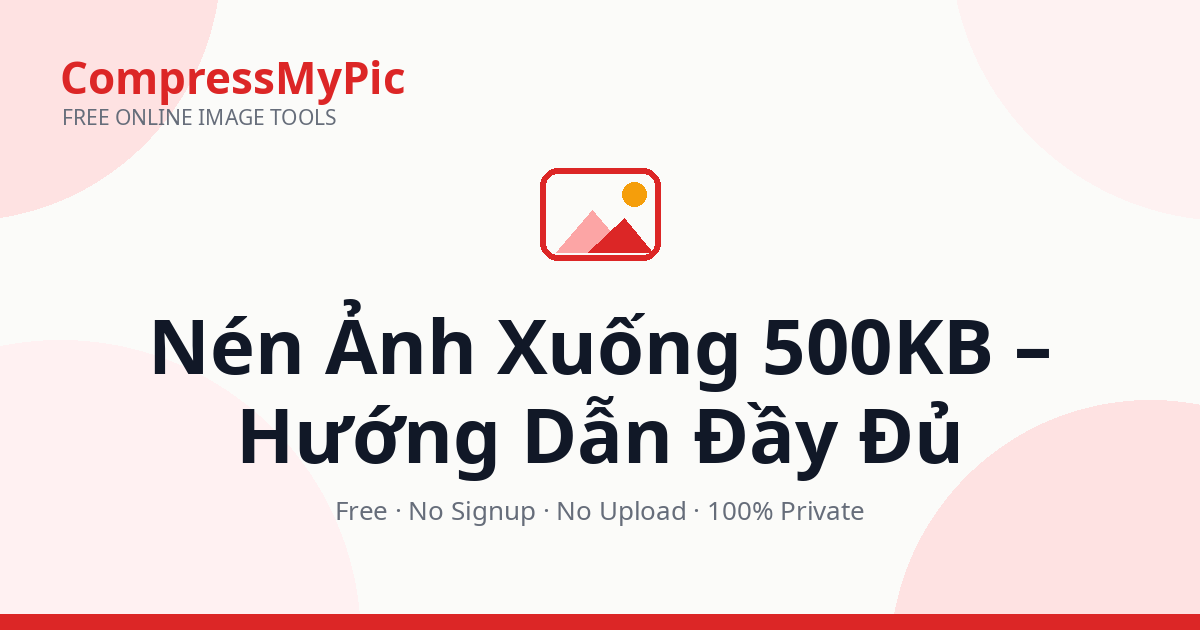 CompressMyPic
FREE ONLINE IMAGE TOOLS
Nén Ảnh Xuống 500KB –
Hướng Dẫn Đầy Đủ
Free · No Signup · No Upload · 100% Private